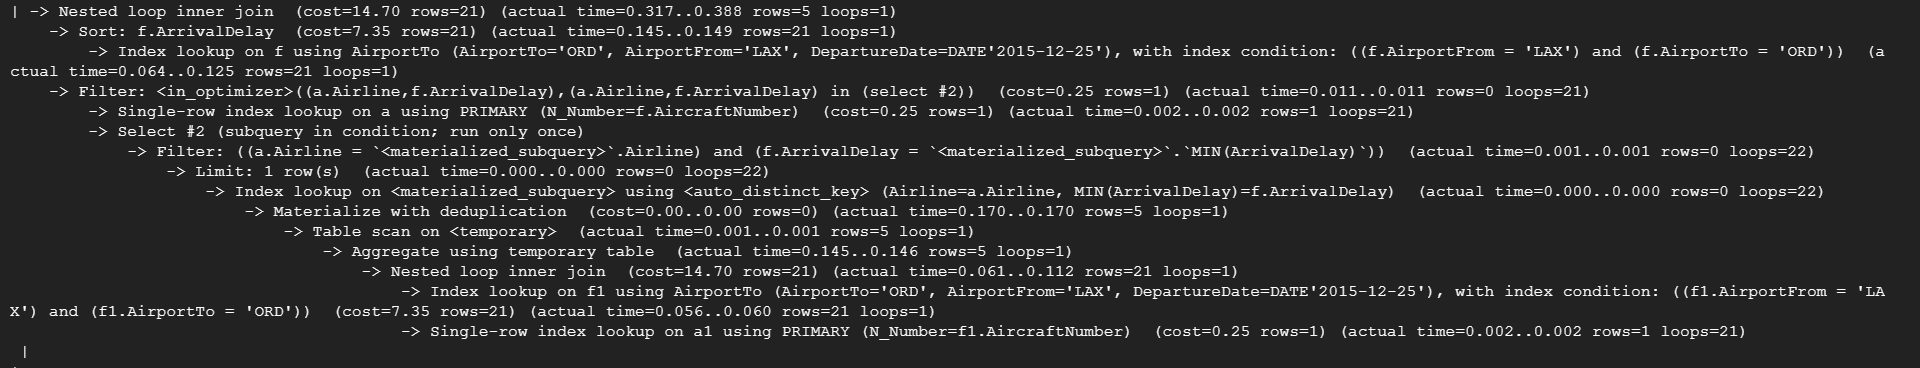 | -> Nested loop inner join  (cost=14.70 rows=21) (actual time=0.317..0.388 rows=5 loops=1)
    -> Sort: f.ArrivalDelay  (cost=7.35 rows=21) (actual time=0.145..0.149 rows=21 loops=1)
        -> Index lookup on f using AirportTo (AirportTo='ORD', AirportFrom='LAX', DepartureDate=DATE'2015-12-25'), with index condition: ((f.AirportFrom = 'LAX') and (f.AirportTo = 'ORD'))  (a
ctual time=0.064..0.125 rows=21 loops=1)
    -> Filter: <in_optimizer>((a.Airline,f.ArrivalDelay),(a.Airline,f.ArrivalDelay) in (select #2))  (cost=0.25 rows=1) (actual time=0.011..0.011 rows=0 loops=21)
        -> Single-row index lookup on a using PRIMARY (N_Number=f.AircraftNumber)  (cost=0.25 rows=1) (actual time=0.002..0.002 rows=1 loops=21)
        -> Select #2 (subquery in condition; run only once)
            -> Filter: ((a.Airline = `<materialized_subquery>`.Airline) and (f.ArrivalDelay = `<materialized_subquery>`.`MIN(ArrivalDelay)`))  (actual time=0.001..0.001 rows=0 loops=22)
                -> Limit: 1 row(s)  (actual time=0.000..0.000 rows=0 loops=22)
                    -> Index lookup on <materialized_subquery> using <auto_distinct_key> (Airline=a.Airline, MIN(ArrivalDelay)=f.ArrivalDelay)  (actual time=0.000..0.000 rows=0 loops=22)
                        -> Materialize with deduplication  (cost=0.00..0.00 rows=0) (actual time=0.170..0.170 rows=5 loops=1)
                            -> Table scan on <temporary>  (actual time=0.001..0.001 rows=5 loops=1)
                                -> Aggregate using temporary table  (actual time=0.145..0.146 rows=5 loops=1)
                                    -> Nested loop inner join  (cost=14.70 rows=21) (actual time=0.061..0.112 rows=21 loops=1)
                                        -> Index lookup on f1 using AirportTo (AirportTo='ORD', AirportFrom='LAX', DepartureDate=DATE'2015-12-25'), with index condition: ((f1.AirportFrom = 'LA
X') and (f1.AirportTo = 'ORD'))  (cost=7.35 rows=21) (actual time=0.056..0.060 rows=21 loops=1)
                                        -> Single-row index lookup on a1 using PRIMARY (N_Number=f1.AircraftNumber)  (cost=0.25 rows=1) (actual time=0.002..0.002 rows=1 loops=21)
 |